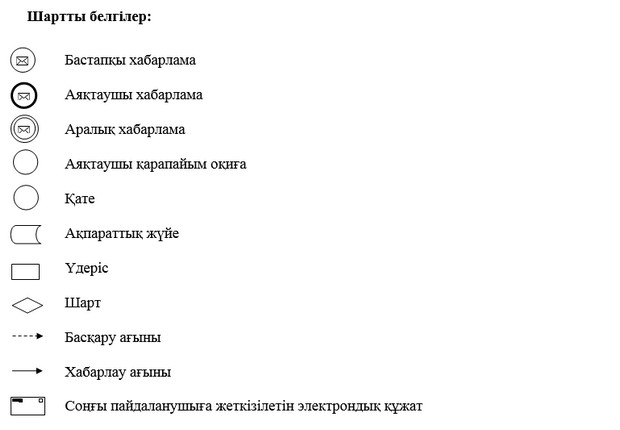 Шартты белгілер:
Бастапқы хабарлама
Аяқтаушы хабарлама
Аралық хабарлама
Аяқтаушы қарапайым оқиға
Қате
Ақпараттық жүйе
Үдеріс
Шарт
Басқару ағыны
Хабарлау ағыны
Соңғы пайдаланушыға жеткізілетін электрондық құжат